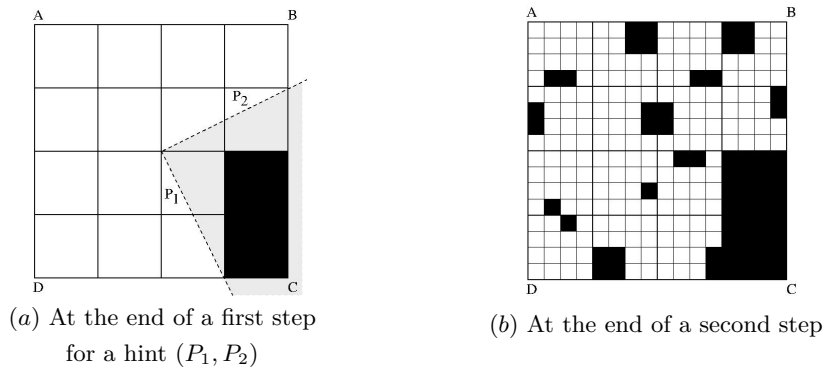 A B
P2
P1
D C
(a) At the end of a first step
for a hint (P1, P2)
A B
D C
(b) At the end of a second step